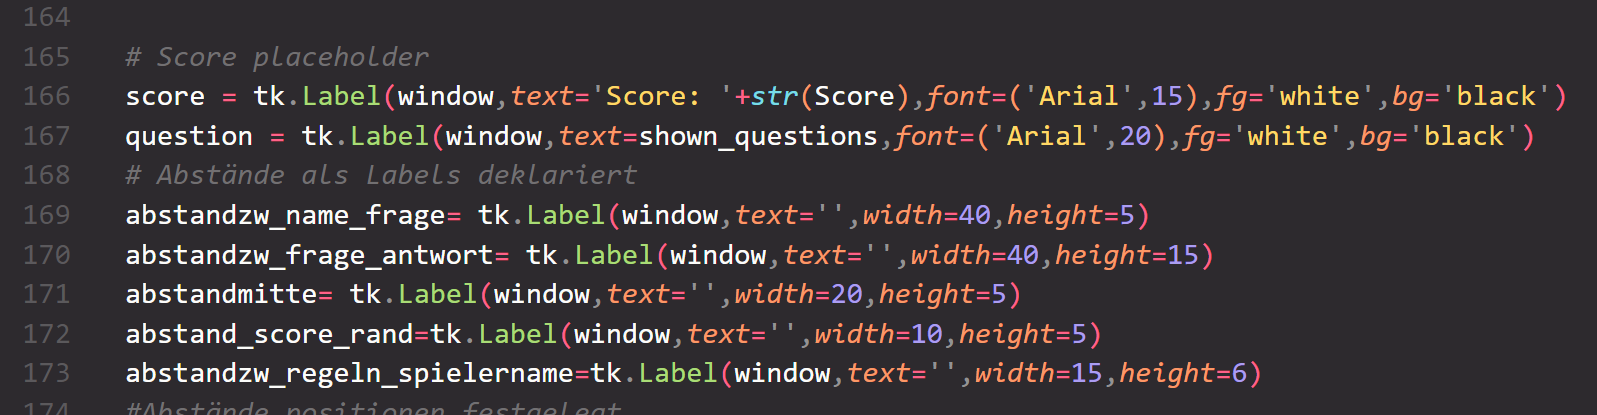 164
165 # Score placeholder
166 score = tk.Label(window,text='Score: '+str(Score),font=('Arial',15),fg='white',bg='black')
167 question = tk.Label(window,text=shown_questions,font=('Arial',20),fg='white',bg='black')
168 # Abstände als Labels deklariert
169 abstandzw_name_frage= tk.Label(window,text='',width=40,height=5)
170 abstandzw_frage_antwort= tk.Label(window,text='',width=40,height=15)
171 abstandmitte= tk.Label(window,text='',width=20,height=5)
172 abstand_score_rand=tk.Label(window,text='',width=10,height=5)
173 abstandzw_regeln_spielername=tk.Label(window,text='',width=15,height=6)
174 #Abstände positionen festgelegt